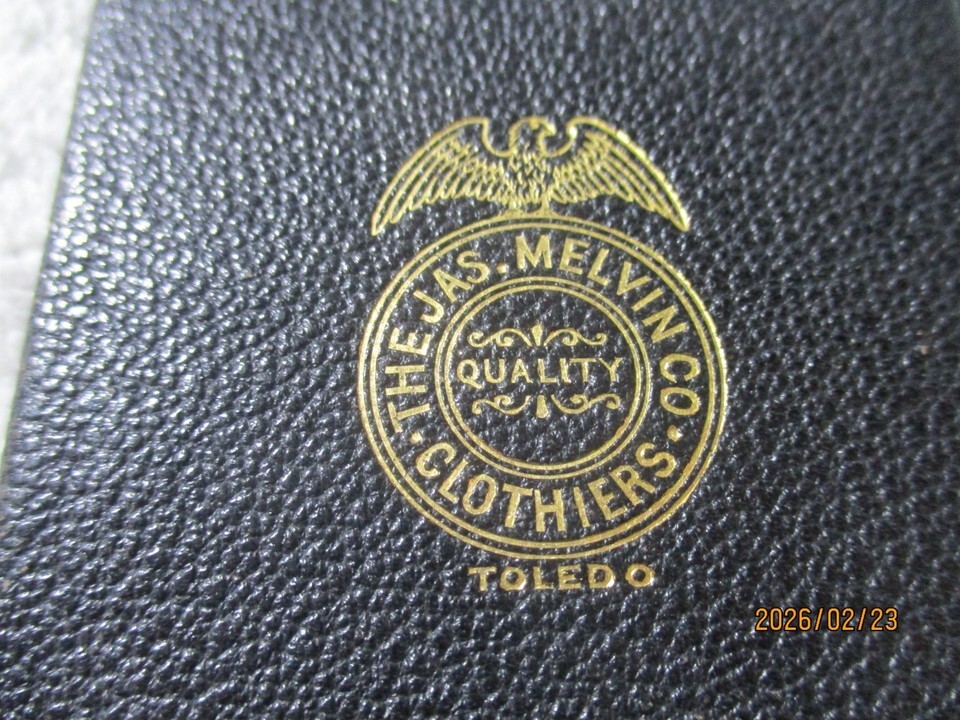 THE JAS. MELVIN CO.
QUALITY
· CLOTHIERS ·
TOLEDO
2026/02/23